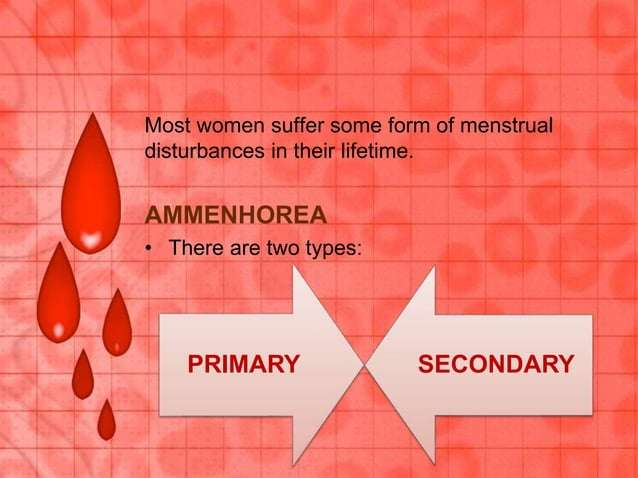 Most women suffer some form of menstrual
disturbances in their lifetime.
AMMENHOREA
• There are two types:
PRIMARY
SECONDARY